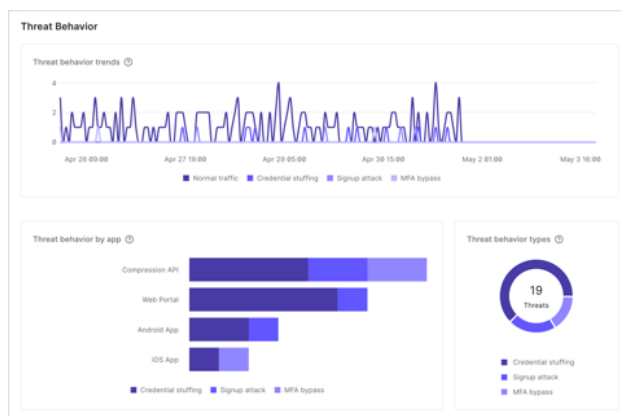 Threat Behavior
Threat behavior trends ?
4
2
0
Apr 26 09:00 Apr 27 19:00 Apr 29 05:00 Apr 30 15:00 May 2 01:00 May 3 16:00
Normal traffic Credential stuffing Signup attack MFA bypass
Threat behavior by app ?
Compression API
Web Portal
Android App
iOS App
Credential stuffing Signup attack MFA bypass
Threat behavior types ?
19
Threats
Credential stuffing
Signup attack
MFA bypass